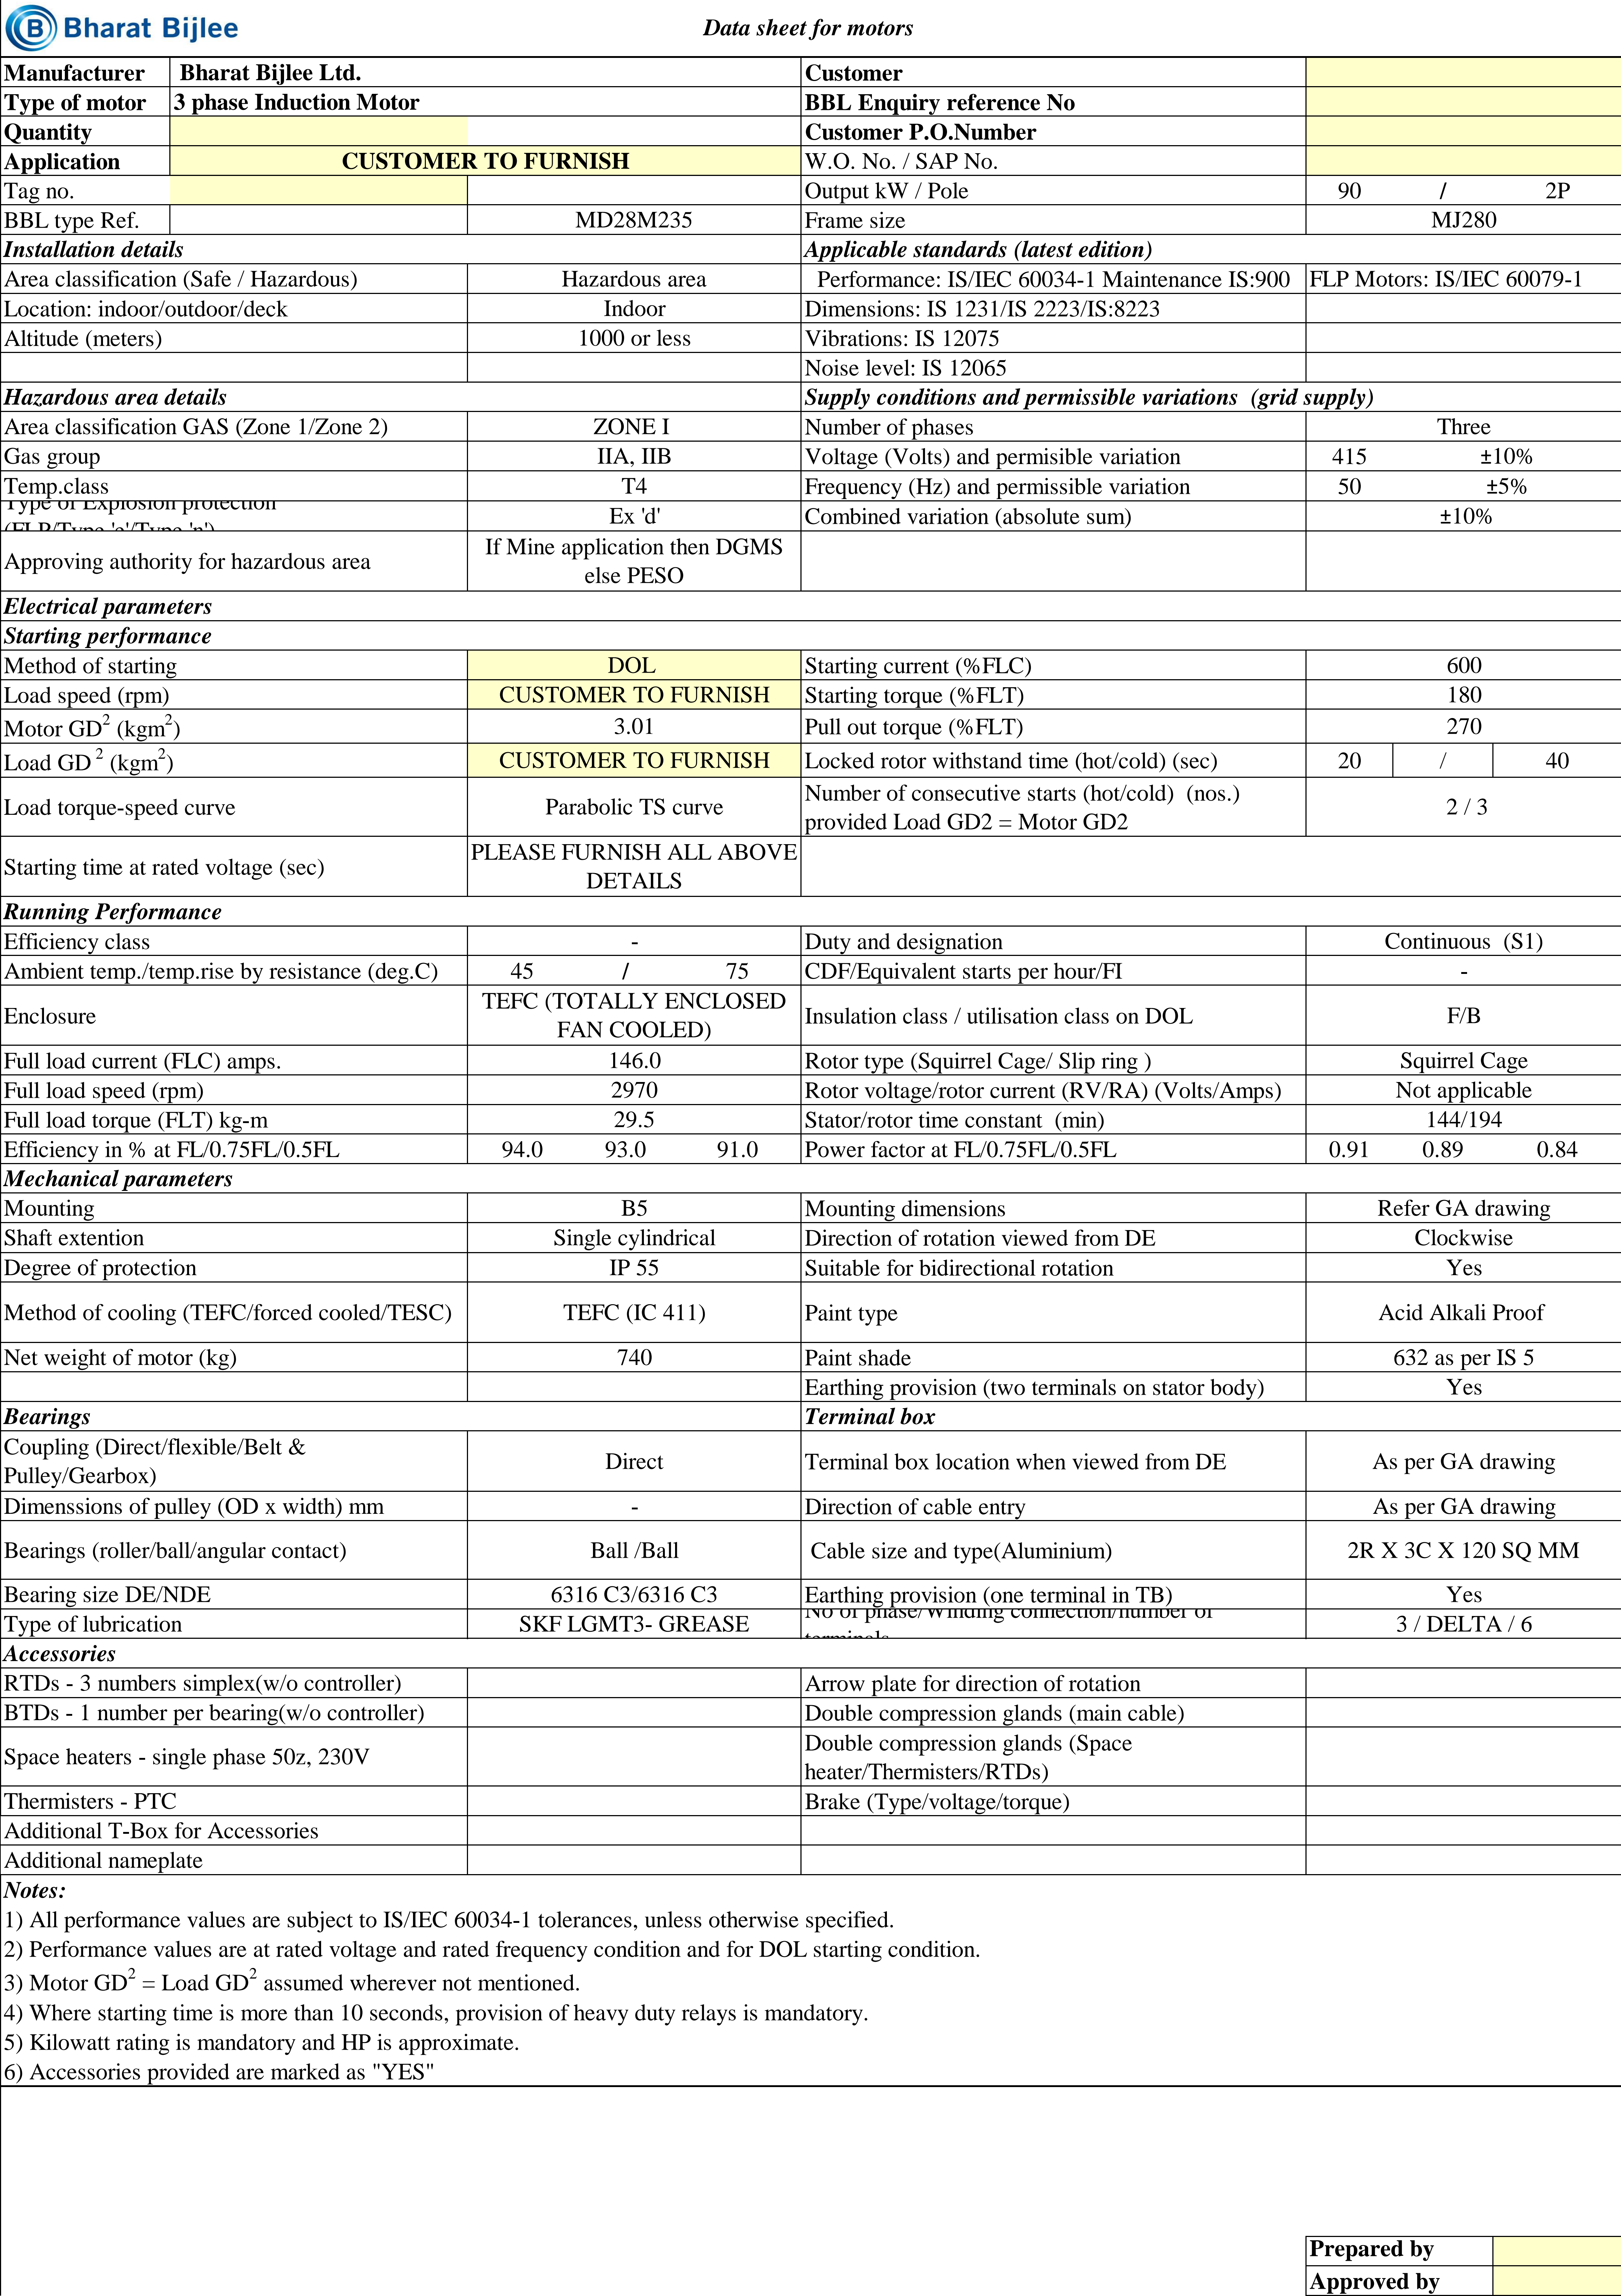 Bharat Bijlee
Data sheet for motors
Manufacturer Bharat Bijlee Ltd. Customer
Type of motor 3 phase Induction Motor BBL Enquiry reference No
Quantity Customer P.O.Number
Application CUSTOMER TO FURNISH W.O. No. / SAP No.
Tag no. Output kW / Pole 90 / 2P
BBL type Ref. MD28M235 Frame size MJ280
Installation details Applicable standards (latest edition)
Area classification (Safe / Hazardous) Hazardous area Performance: IS/IEC 60034-1 Maintenance IS:900 FLP Motors: IS/IEC 60079-1
Location: indoor/outdoor/deck Indoor Dimensions: IS 1231/IS 2223/IS:8223
Altitude (meters) 1000 or less Vibrations: IS 12075
Noise level: IS 12065
Hazardous area details Supply conditions and permissible variations (grid supply)
Area classification GAS (Zone 1/Zone 2) ZONE I Number of phases Three
Gas group IIA, IIB Voltage (Volts) and permisible variation 415 ±10%
Temp.class T4 Frequency (Hz) and permissible variation 50 ±5%
Type of Explosion protection
(FLP/Type 'e'/Type 'n') Ex 'd' Combined variation (absolute sum) ±10%
Approving authority for hazardous area If Mine application then DGMS
else PESO
Electrical parameters
Starting performance
Method of starting DOL Starting current (%FLC) 600
Load speed (rpm) CUSTOMER TO FURNISH Starting torque (%FLT) 180
Motor GD² (kgm²) 3.01 Pull out torque (%FLT) 270
Load GD ² (kgm²) CUSTOMER TO FURNISH Locked rotor withstand time (hot/cold) (sec) 20 / 40
Load torque-speed curve Parabolic TS curve Number of consecutive starts (hot/cold) (nos.)
provided Load GD2 = Motor GD2 2 / 3
Starting time at rated voltage (sec) PLEASE FURNISH ALL ABOVE
DETAILS
Running Performance
Efficiency class - Duty and designation Continuous (S1)
Ambient temp./temp.rise by resistance (deg.C) 45 / 75 CDF/Equivalent starts per hour/FI -
Enclosure TEFC (TOTALLY ENCLOSED
FAN COOLED) Insulation class / utilisation class on DOL F/B
Full load current (FLC) amps. 146.0 Rotor type (Squirrel Cage/ Slip ring ) Squirrel Cage
Full load speed (rpm) 2970 Rotor voltage/rotor current (RV/RA) (Volts/Amps) Not applicable
Full load torque (FLT) kg-m 29.5 Stator/rotor time constant (min) 144/194
Efficiency in % at FL/0.75FL/0.5FL 94.0 93.0 91.0 Power factor at FL/0.75FL/0.5FL 0.91 0.89 0.84
Mechanical parameters
Mounting B5 Mounting dimensions Refer GA drawing
Shaft extention Single cylindrical Direction of rotation viewed from DE Clockwise
Degree of protection IP 55 Suitable for bidirectional rotation Yes
Method of cooling (TEFC/forced cooled/TESC) TEFC (IC 411) Paint type Acid Alkali Proof
Net weight of motor (kg) 740 Paint shade 632 as per IS 5
Earthing provision (two terminals on stator body) Yes
Bearings Terminal box
Coupling (Direct/flexible/Belt &
Pulley/Gearbox) Direct Terminal box location when viewed from DE As per GA drawing
Dimenssions of pulley (OD x width) mm - Direction of cable entry As per GA drawing
Bearings (roller/ball/angular contact) Ball /Ball Cable size and type(Aluminium) 2R X 3C X 120 SQ MM
Bearing size DE/NDE 6316 C3/6316 C3 Earthing provision (one terminal in TB) Yes
Type of lubrication SKF LGMT3- GREASE No of phase/Winding connection/number of
terminals 3 / DELTA / 6
Accessories
RTDs - 3 numbers simplex(w/o controller) Arrow plate for direction of rotation
BTDs - 1 number per bearing(w/o controller) Double compression glands (main cable)
Space heaters - single phase 50z, 230V Double compression glands (Space
heater/Thermisters/RTDs)
Thermisters - PTC Brake (Type/voltage/torque)
Additional T-Box for Accessories
Additional nameplate
Notes:
1) All performance values are subject to IS/IEC 60034-1 tolerances, unless otherwise specified.
2) Performance values are at rated voltage and rated frequency condition and for DOL starting condition.
3) Motor GD² = Load GD² assumed wherever not mentioned.
4) Where starting time is more than 10 seconds, provision of heavy duty relays is mandatory.
5) Kilowatt rating is mandatory and HP is approximate.
6) Accessories provided are marked as "YES"
Prepared by
Approved by